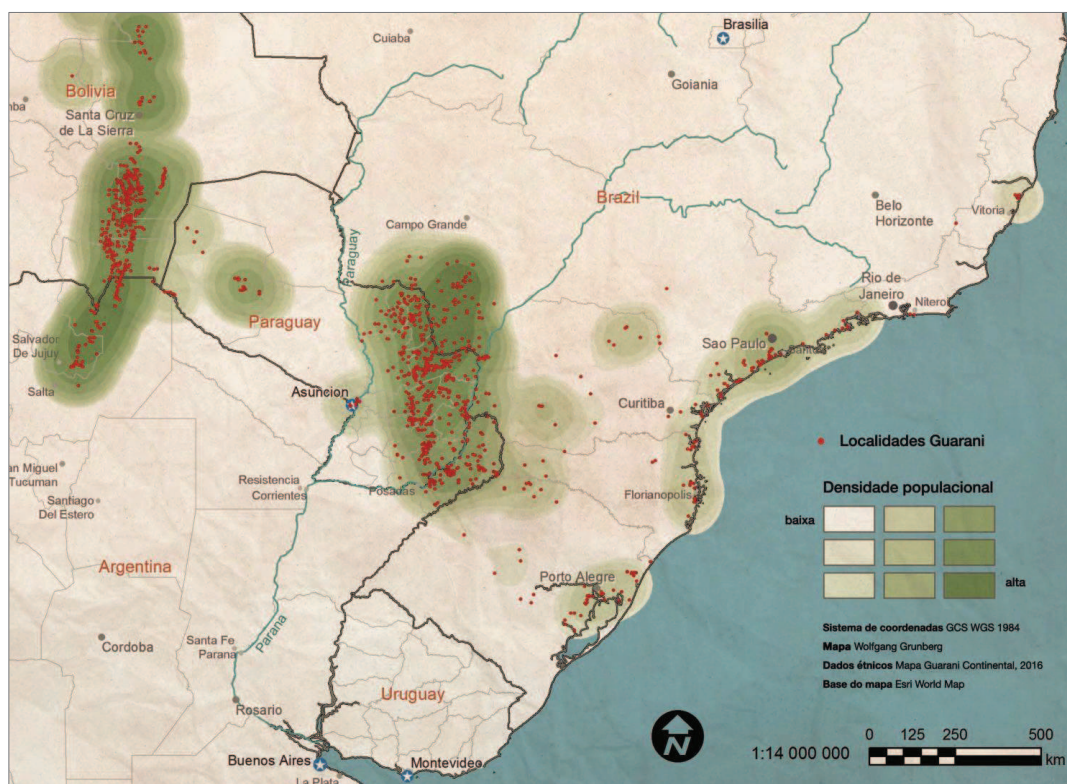 Brasilia
Cuiaba
Goiania
Bolivia
Santa Cruz
de La Sierra
Brazil
Belo
Horizonte
Vitoria
Campo Grande
Paraguay
Rio de
Janeiro
Niteroi
Paraguay
Sao Paulo
Salvador
De Jujuy
Salta
Asuncion
Curitiba
Localidades Guarani
Miguel
Tucuman
Resistencia
Corrientes
Posadas
Florianopolis
Santiago
Del Estero
Densidade populacional
baixa
alta
Argentina
Porto Alegre
Sistema de coordenadas GCS WGS 1984
Mapa Wolfgang Grunberg
Dados étnicos Mapa Guarani Continental, 2016
Base do mapa Esri World Map
Cordoba
Santa Fe
Parana
Parana
Uruguay
Rosario
N
0 125 250 500
km
1:14 000 000
Buenos Aires
Montevideo
La Plata